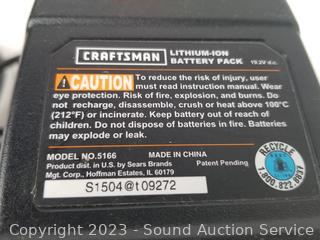 CRAFTSMAN
LITHIUM-ION
BATTERY PACK 19.2V d.c.
CAUTION To reduce the risk of injury, user
must read instruction manual. Wear
eye protection. Risk of fire, explosion, and burns. Do
not recharge, disassemble, crush or heat above 100°C
(212°F) or incinerate. Keep battery out of reach of
children. Do not dispose of batteries in fire. Batteries
may explode or leak.
MODEL NO.5166 MADE IN CHINA
Product dist. in U.S. by Sears Brands Patent Pending
Mgt. Corp., Hoffman Estates, IL 60179
S1504@t09272
RECYCLE
1.800.822.8837
Copyright 2023 - Sound Auction Service